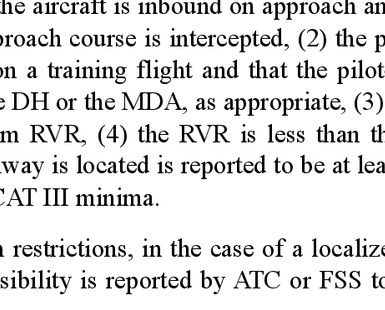 the aircraft is inbound on approach an
proach course is intercepted, (2) the p
on a training flight and that the pilot
e DH or the MDA, as appropriate, (3)
m RVR, (4) the RVR is less than th
way is located is reported to be at lea
CAT III minima.
n restrictions, in the case of a localize
sibility is reported by ATC or FSS to